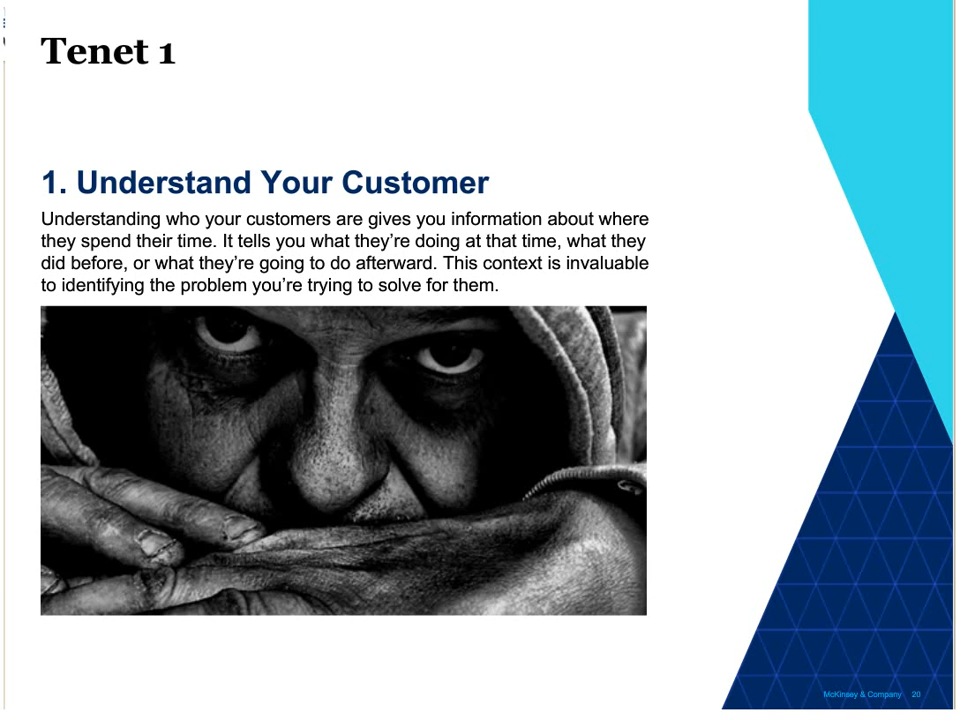 Tenet 1
1. Understand Your Customer
Understanding who your customers are gives you information about where
they spend their time. It tells you what they’re doing at that time, what they
did before, or what they’re going to do afterward. This context is invaluable
to identifying the problem you’re trying to solve for them.
McKinsey & Company 20